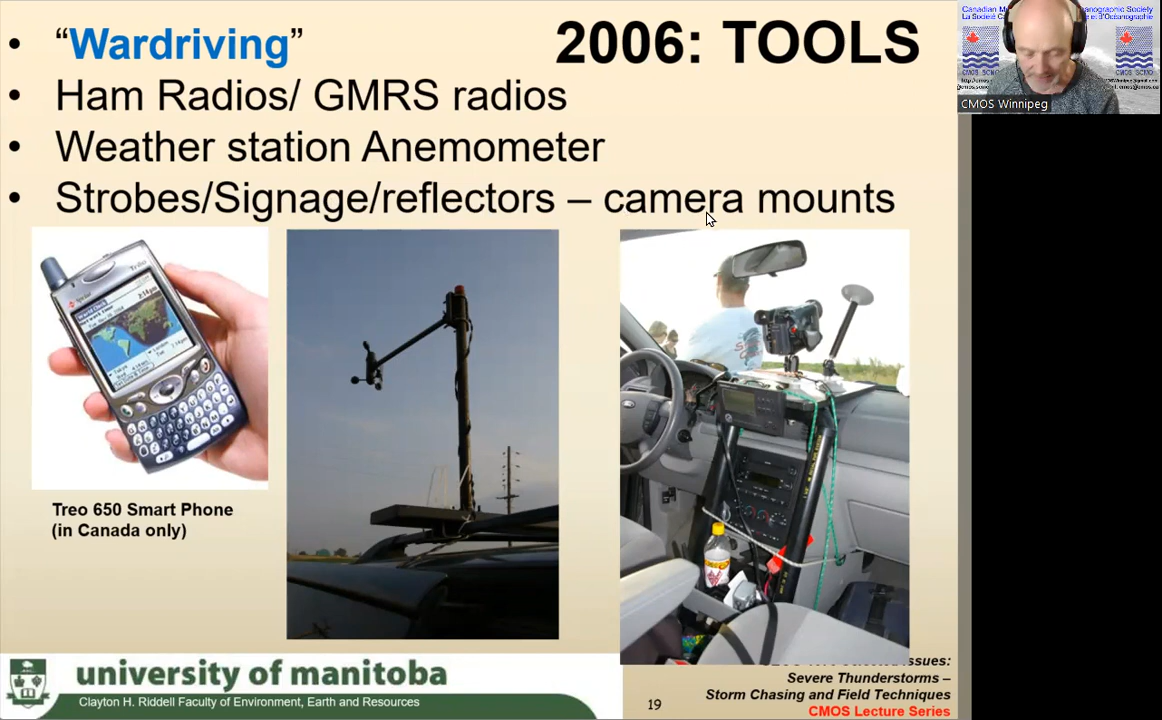 • “Wardriving”
2006: TOOLS
• Ham Radios/ GMRS radios
• Weather station Anemometer
• Strobes/Signage/reflectors – camera mounts
CMOS Winnipeg
Treo 650 Smart Phone
(in Canada only)
university of manitoba
Clayton H. Riddell Faculty of Environment, Earth and Resources
19
Issues:
Severe Thunderstorms –
Storm Chasing and Field Techniques
CMOS Lecture Series